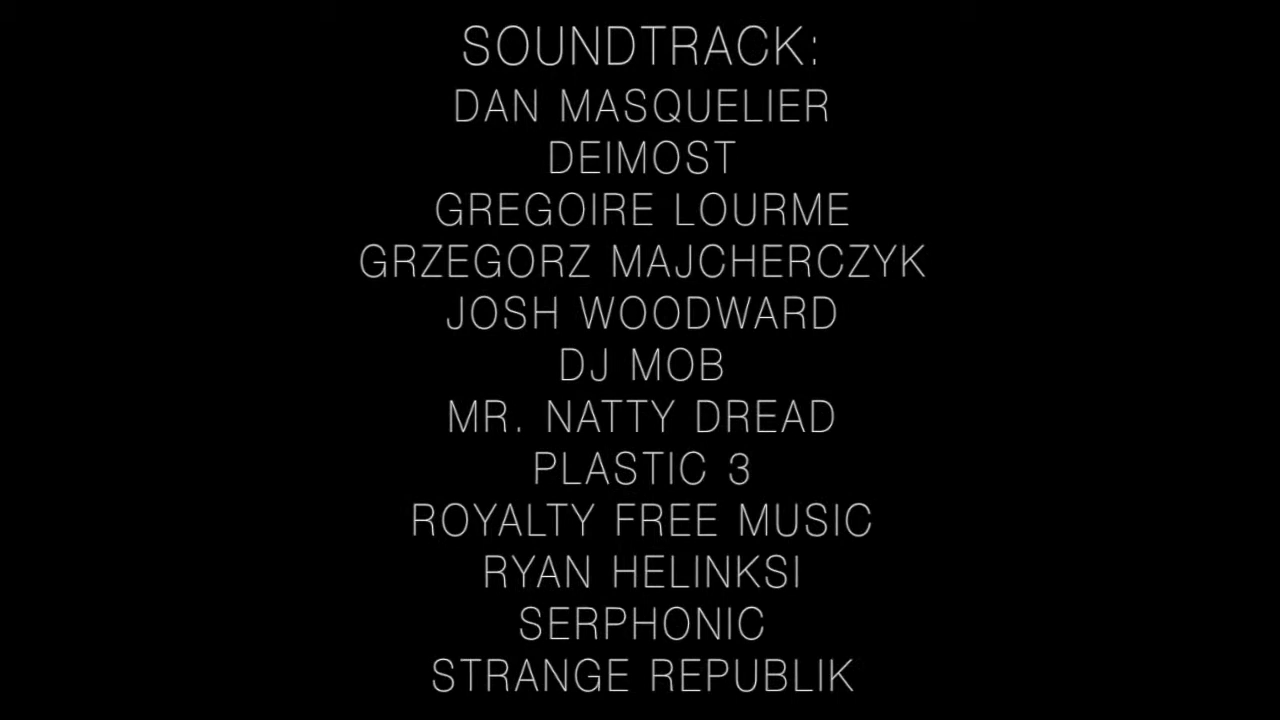 SOUNDTRACK:
DAN MASQUELIER
DEIMOST
GREGOIRE LOURME
GRZEGORZ MAJCHERCZYK
JOSH WOODWARD
DJ MOB
MR. NATTY DREAD
PLASTIC 3
ROYALTY FREE MUSIC
RYAN HELINKSI
SERPHONIC
STRANGE REPUBLIK